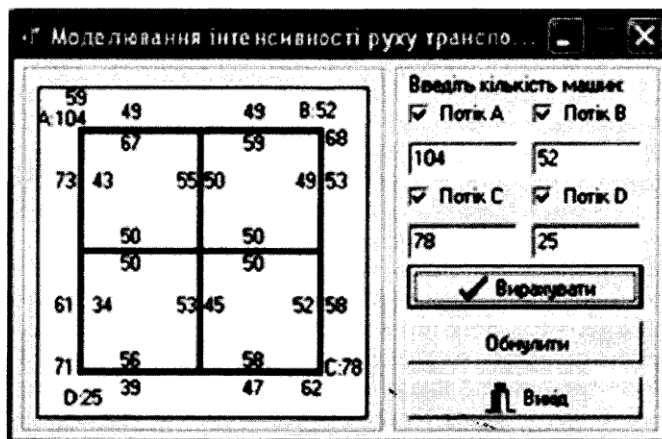 Моделювання інтенсивності руху транспо...
59
A:104 49 49 B:52
67 59 68
73 43 55 50 49 53
50 50
50 50
61 34 53 45 52 58
71 56 58 C:78
D:25 39 47 62
Введіть кількість машин:
Потік A Потік B
104 52
Потік C Потік D
78 25
Вирахувати
Обнулити
Вихід